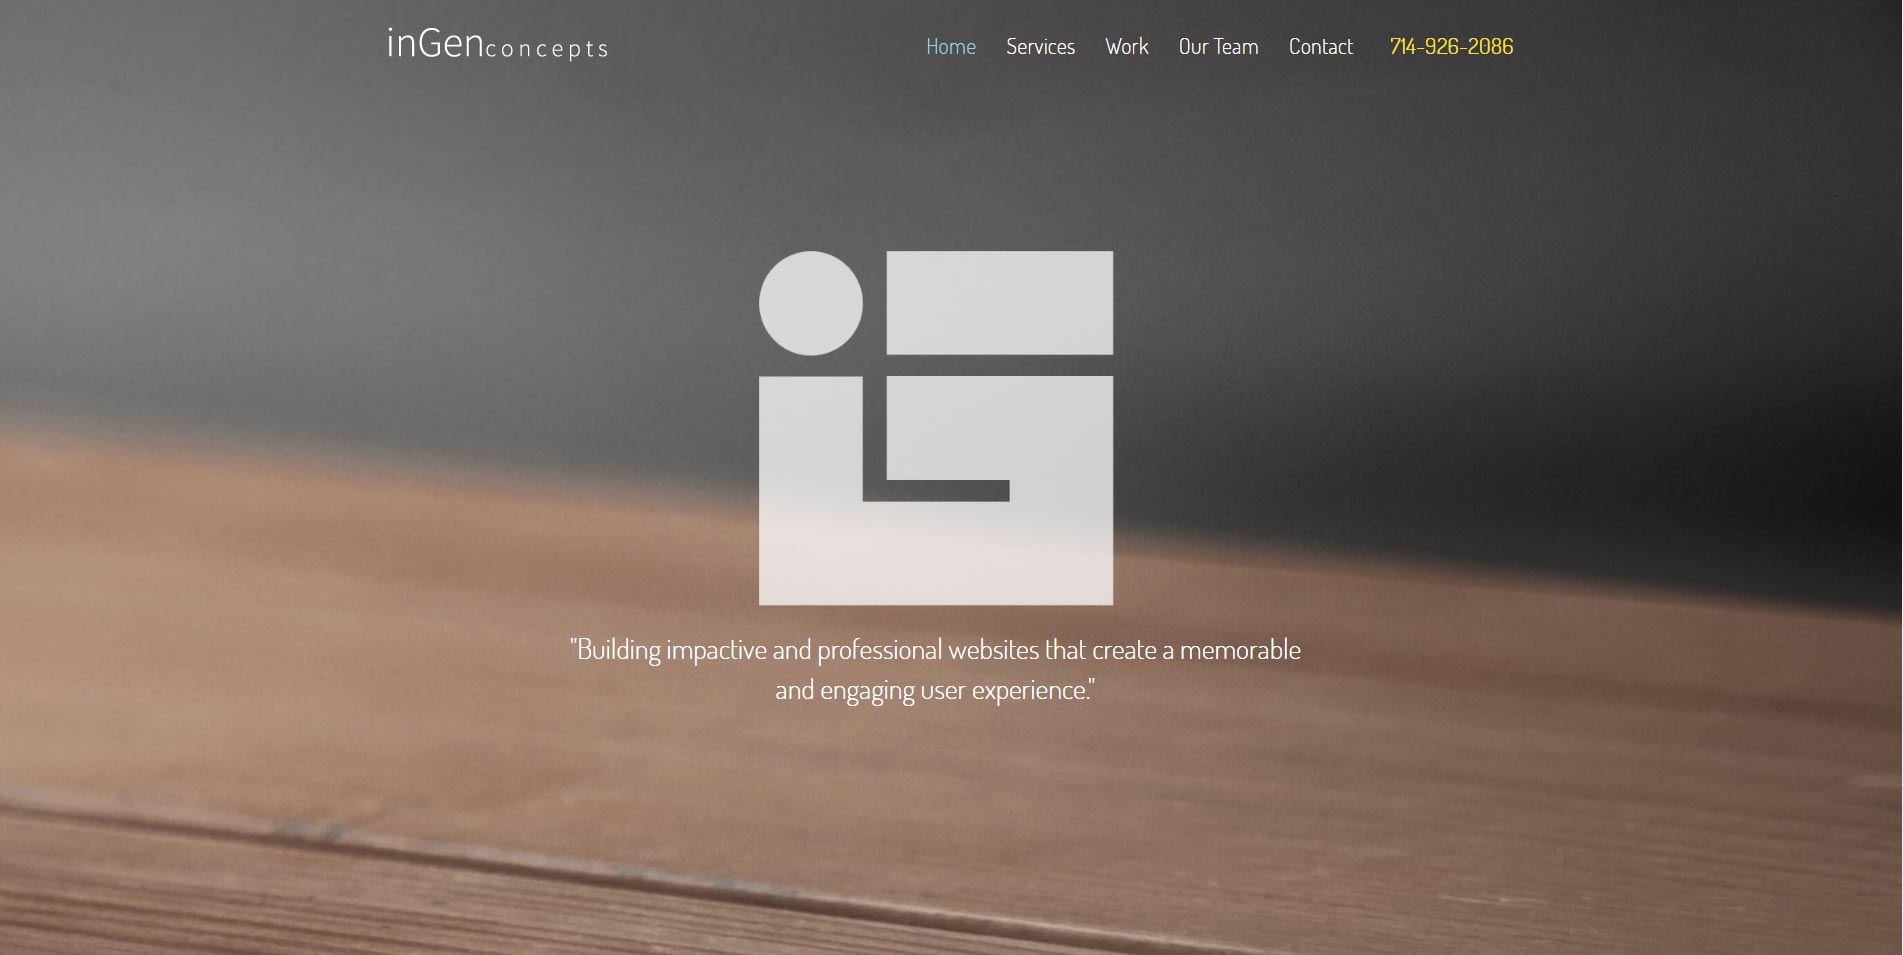 inGenconcepts
Home Services Work Our Team Contact 714-926-2086
"Building impactive and professional websites that create a memorable
and engaging user experience."